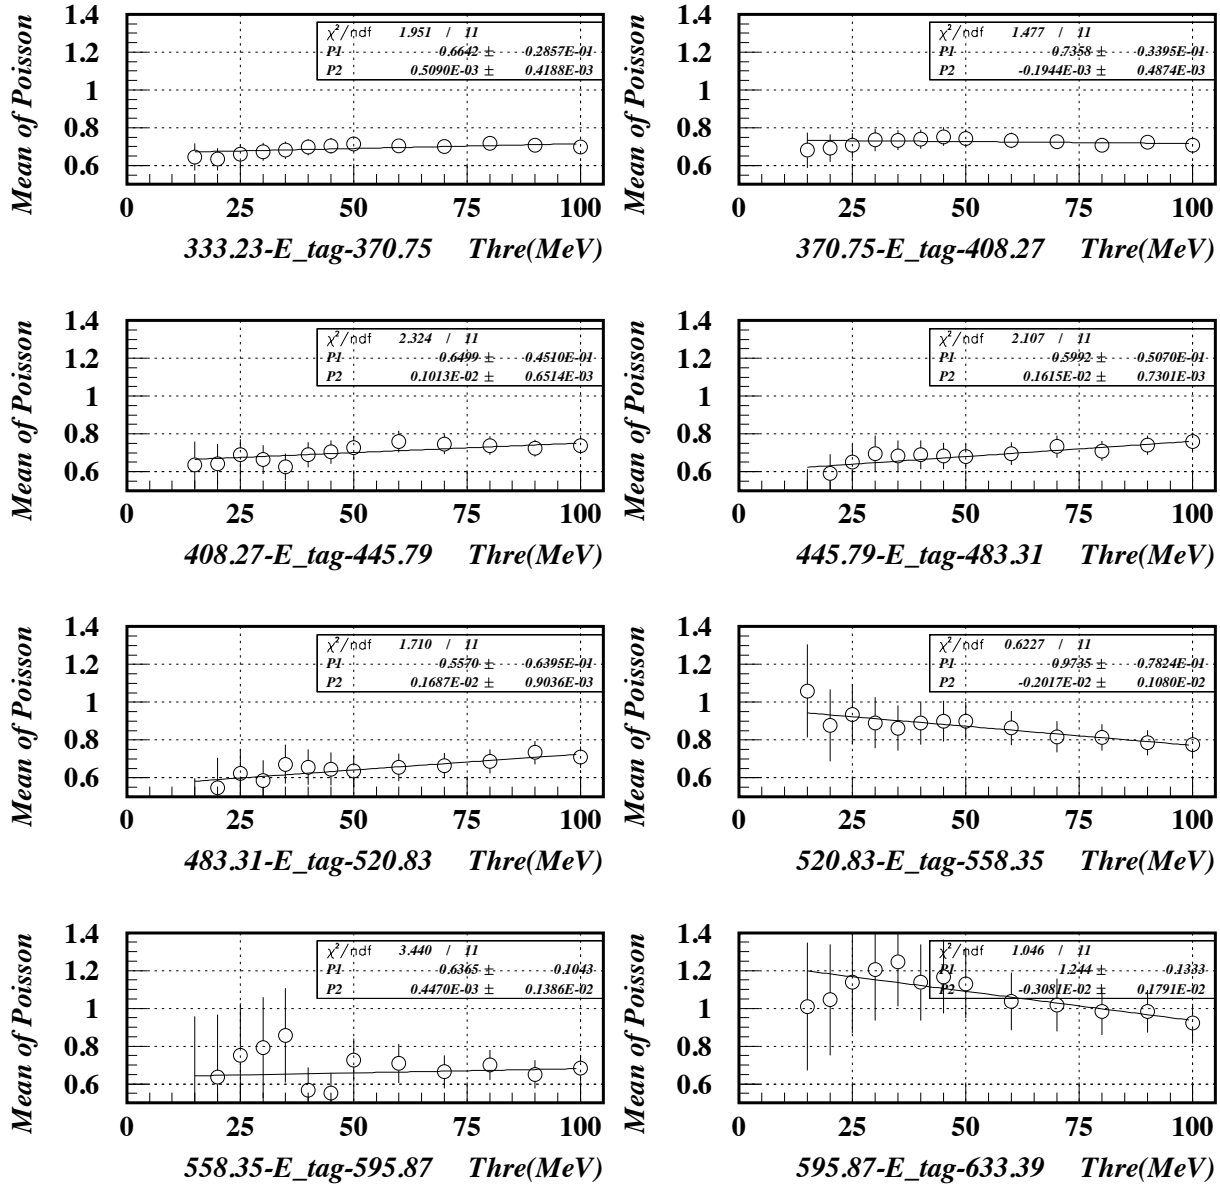 Mean of Poisson
1.4
1.2
1
0.8
0.6
χ²/ndf 1.951 / 11
P1 0.6642 ± 0.2857E-01
P2 0.5090E-03 ± 0.4188E-03
0 25 50 75 100
333.23-E_tag-370.75 Thre(MeV)
Mean of Poisson
1.4
1.2
1
0.8
0.6
χ²/ndf 1.477 / 11
P1 0.7358 ± 0.3395E-01
P2 -0.1944E-03 ± 0.4874E-03
0 25 50 75 100
370.75-E_tag-408.27 Thre(MeV)
Mean of Poisson
1.4
1.2
1
0.8
0.6
χ²/ndf 2.324 / 11
P1 0.6499 ± 0.4510E-01
P2 0.1013E-02 ± 0.6514E-03
0 25 50 75 100
408.27-E_tag-445.79 Thre(MeV)
Mean of Poisson
1.4
1.2
1
0.8
0.6
χ²/ndf 2.107 / 11
P1 0.5992 ± 0.5070E-01
P2 0.1615E-02 ± 0.7301E-03
0 25 50 75 100
445.79-E_tag-483.31 Thre(MeV)
Mean of Poisson
1.4
1.2
1
0.8
0.6
χ²/ndf 1.710 / 11
P1 0.5570 ± 0.6395E-01
P2 0.1687E-02 ± 0.9036E-03
0 25 50 75 100
483.31-E_tag-520.83 Thre(MeV)
Mean of Poisson
1.4
1.2
1
0.8
0.6
χ²/ndf 0.6227 / 11
P1 0.9735 ± 0.7824E-01
P2 -0.2017E-02 ± 0.1080E-02
0 25 50 75 100
520.83-E_tag-558.35 Thre(MeV)
Mean of Poisson
1.4
1.2
1
0.8
0.6
χ²/ndf 3.440 / 11
P1 0.6365 ± 0.1043
P2 0.4470E-03 ± 0.1386E-02
0 25 50 75 100
558.35-E_tag-595.87 Thre(MeV)
Mean of Poisson
1.4
1.2
1
0.8
0.6
χ²/ndf 1.046 / 11
P1 1.244 ± 0.1333
P2 -0.3081E-02 ± 0.1791E-02
0 25 50 75 100
595.87-E_tag-633.39 Thre(MeV)